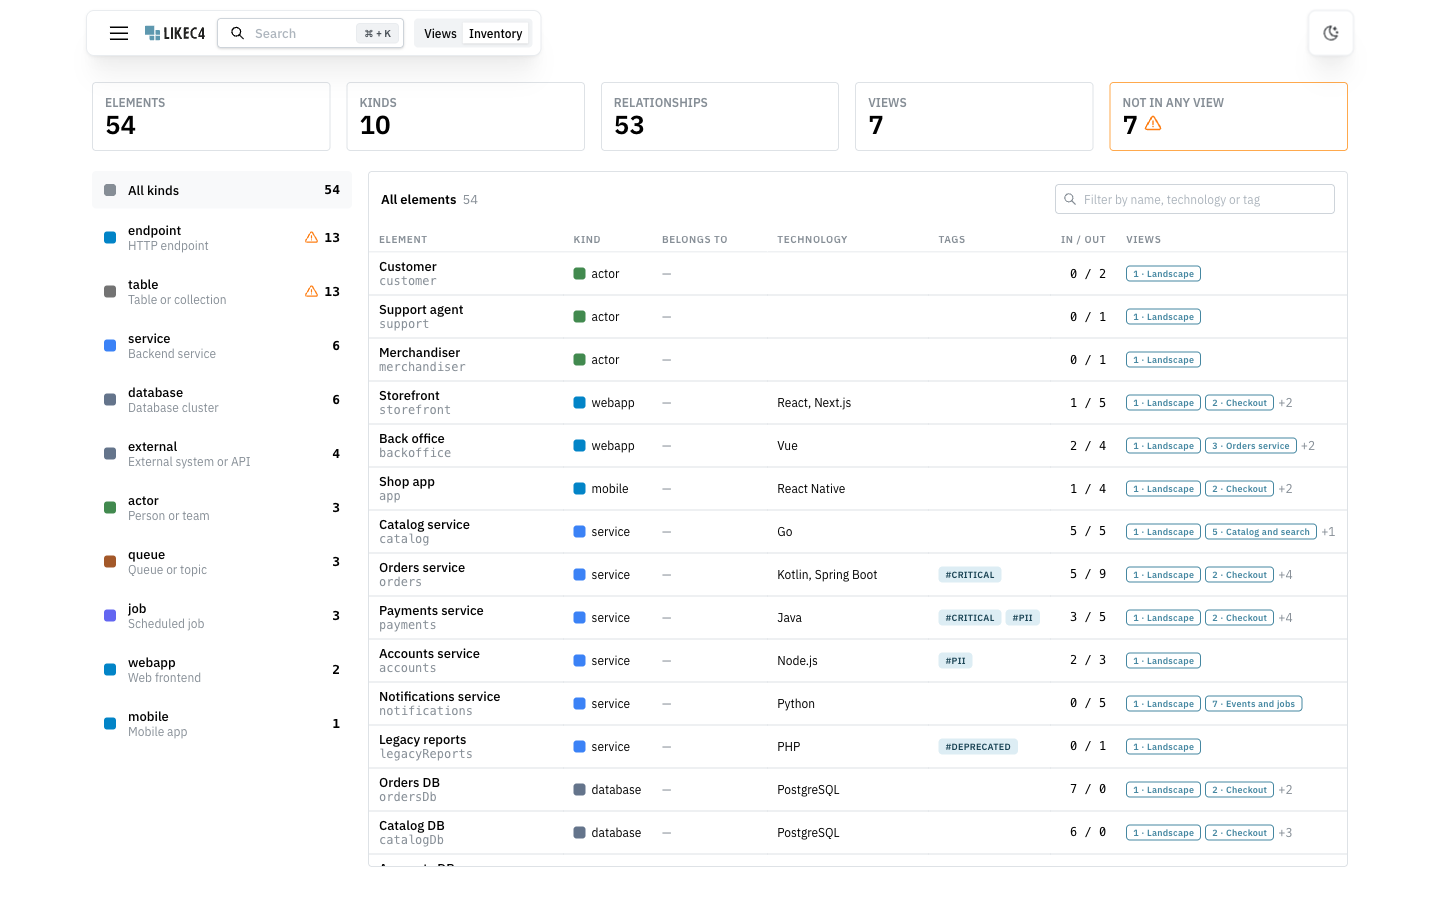 LIKEC4
Search
⌘ + K
Views
Inventory
ELEMENTS
54
KINDS
10
RELATIONSHIPS
53
VIEWS
7
NOT IN ANY VIEW
7
All kinds 54
endpoint
HTTP endpoint
13
table
Table or collection
13
service
Backend service
6
database
Database cluster
6
external
External system or API
4
actor
Person or team
3
queue
Queue or topic
3
job
Scheduled job
3
webapp
Web frontend
2
mobile
Mobile app
1
All elements 54
Filter by name, technology or tag
ELEMENT KIND BELONGS TO TECHNOLOGY TAGS IN / OUT VIEWS
Customer
customer
actor — 0 / 2 1 · Landscape
Support agent
support
actor — 0 / 1 1 · Landscape
Merchandiser
merchandiser
actor — 0 / 1 1 · Landscape
Storefront
storefront
webapp — React, Next.js 1 / 5 1 · Landscape 2 · Checkout +2
Back office
backoffice
webapp — Vue 2 / 4 1 · Landscape 3 · Orders service +2
Shop app
app
mobile — React Native 1 / 4 1 · Landscape 2 · Checkout +2
Catalog service
catalog
service — Go 5 / 5 1 · Landscape 5 · Catalog and search +1
Orders service
orders
service — Kotlin, Spring Boot #CRITICAL 5 / 9 1 · Landscape 2 · Checkout +4
Payments service
payments
service — Java #CRITICAL #PII 3 / 5 1 · Landscape 2 · Checkout +4
Accounts service
accounts
service — Node.js #PII 2 / 3 1 · Landscape
Notifications service
notifications
service — Python 0 / 5 1 · Landscape 7 · Events and jobs
Legacy reports
legacyReports
service — PHP #DEPRECATED 0 / 1 1 · Landscape
Orders DB
ordersDb
database — PostgreSQL 7 / 0 1 · Landscape 2 · Checkout +2
Catalog DB
catalogDb
database — PostgreSQL 6 / 0 1 · Landscape 2 · Checkout +3